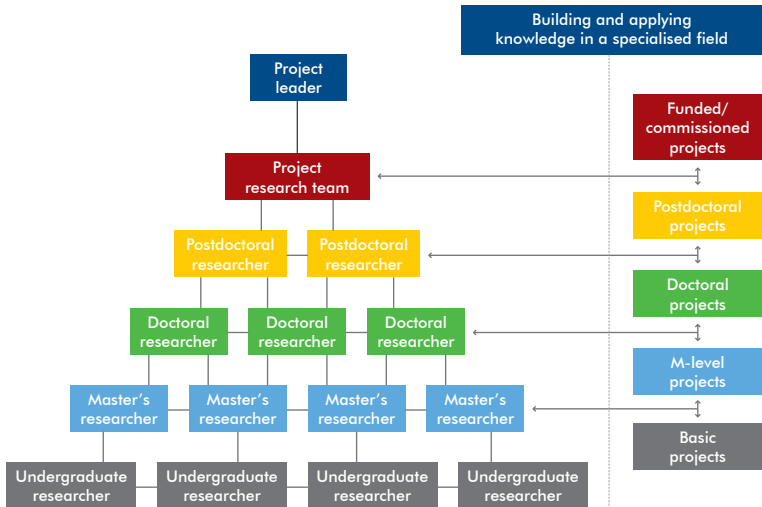 Building and applying
knowledge in a specialised field
Project
leader
Funded/
commissioned
projects
Project
research team
Postdoctoral
projects
Postdoctoral
researcher
Postdoctoral
researcher
Doctoral
projects
Doctoral
researcher
Doctoral
researcher
Doctoral
researcher
M-level
projects
Master’s
researcher
Master’s
researcher
Master’s
researcher
Master’s
researcher
Basic
projects
Undergraduate
researcher
Undergraduate
researcher
Undergraduate
researcher
Undergraduate
researcher